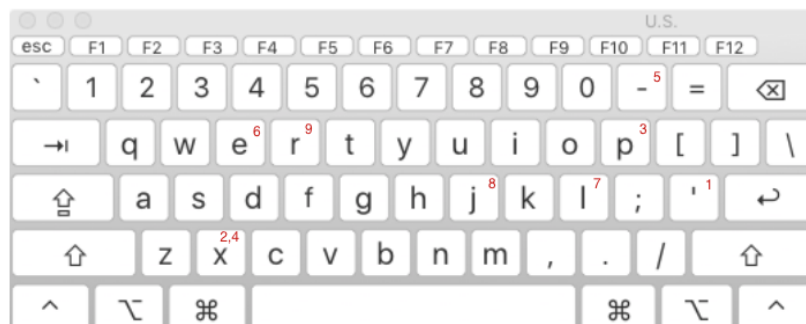 U.S.
esc F1 F2 F3 F4 F5 F6 F7 F8 F9 F10 F11 F12
` 1 2 3 4 5 6 7 8 9 0 - 5 =
q w e 6 r 9 t y u i o p 3 [ ] \
a s d f g h j 8 k l 7 ; ' 1
z x 2,4 c v b n m , . /